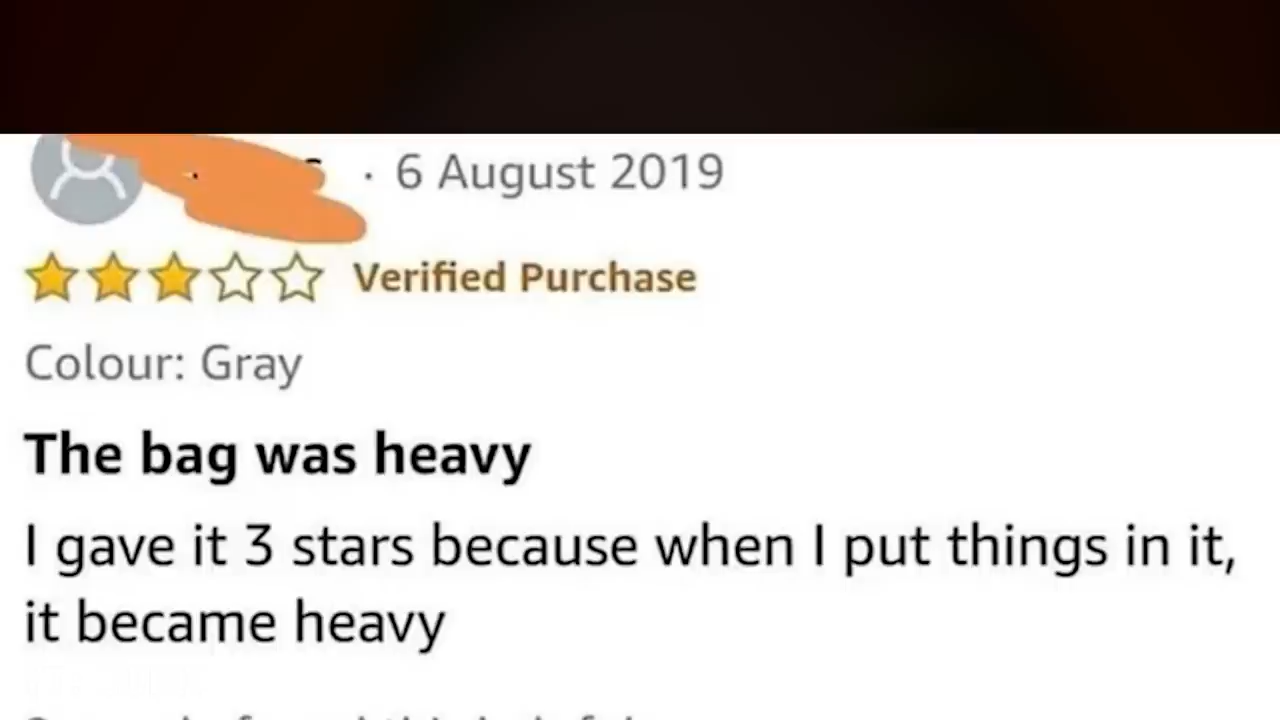 · 6 August 2019
Verified Purchase
Colour: Gray
The bag was heavy
I gave it 3 stars because when I put things in it,
it became heavy